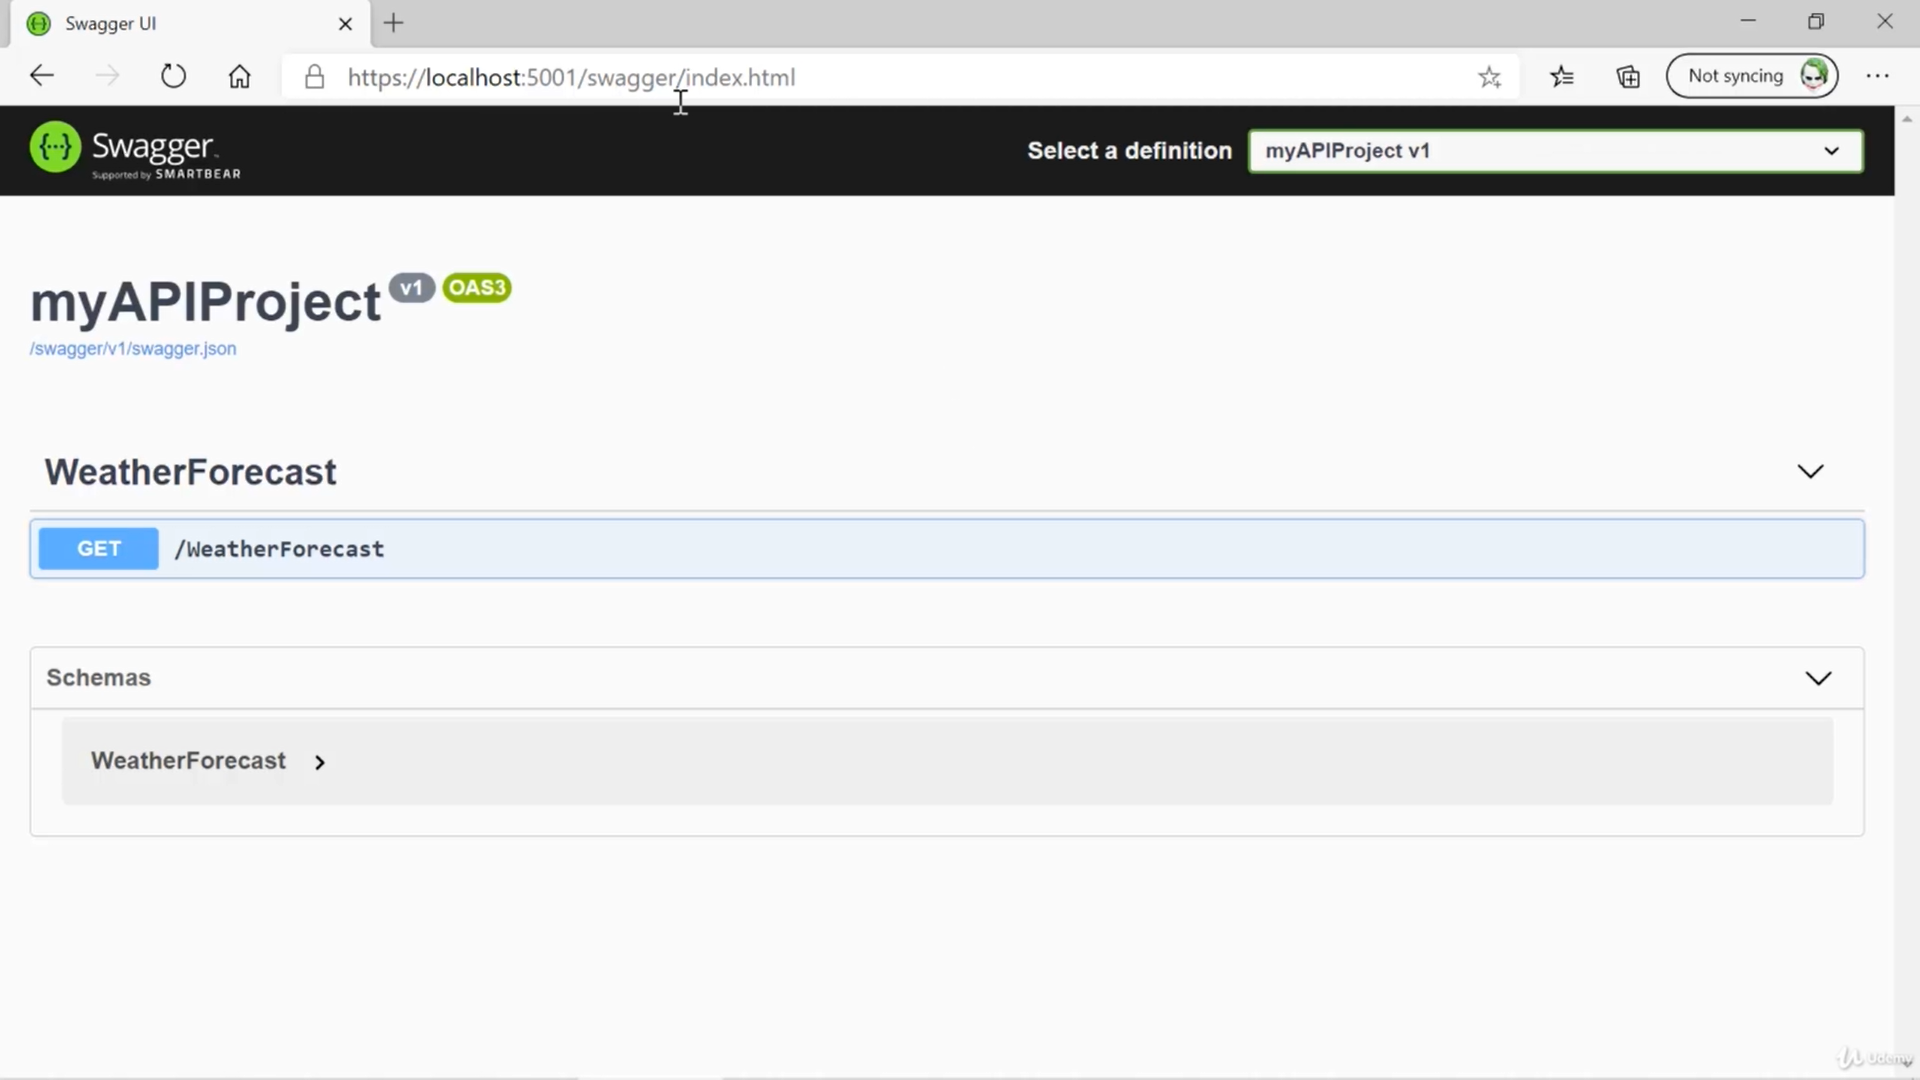 Swagger UI
https://localhost:5001/swagger/index.html
Not syncing
Swagger
Supported by SMARTBEAR
Select a definition
myAPIProject v1
myAPIProject v1 OAS3
/swagger/v1/swagger.json
WeatherForecast
GET /WeatherForecast
Schemas
WeatherForecast
Udemy